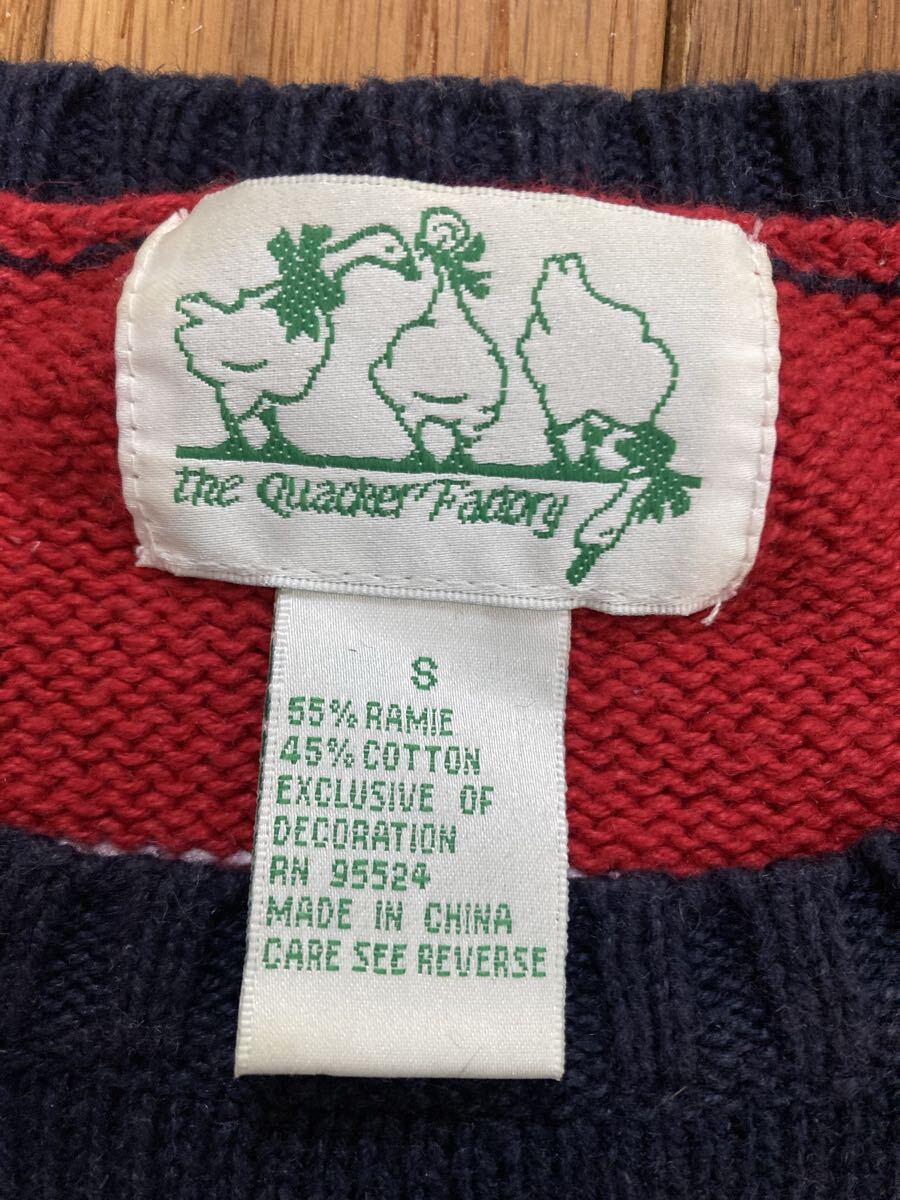 the Quacker Factory
S
55% RAMIE
45% COTTON
EXCLUSIVE OF
DECORATION
RN 95524
MADE IN CHINA
CARE SEE REVERSE